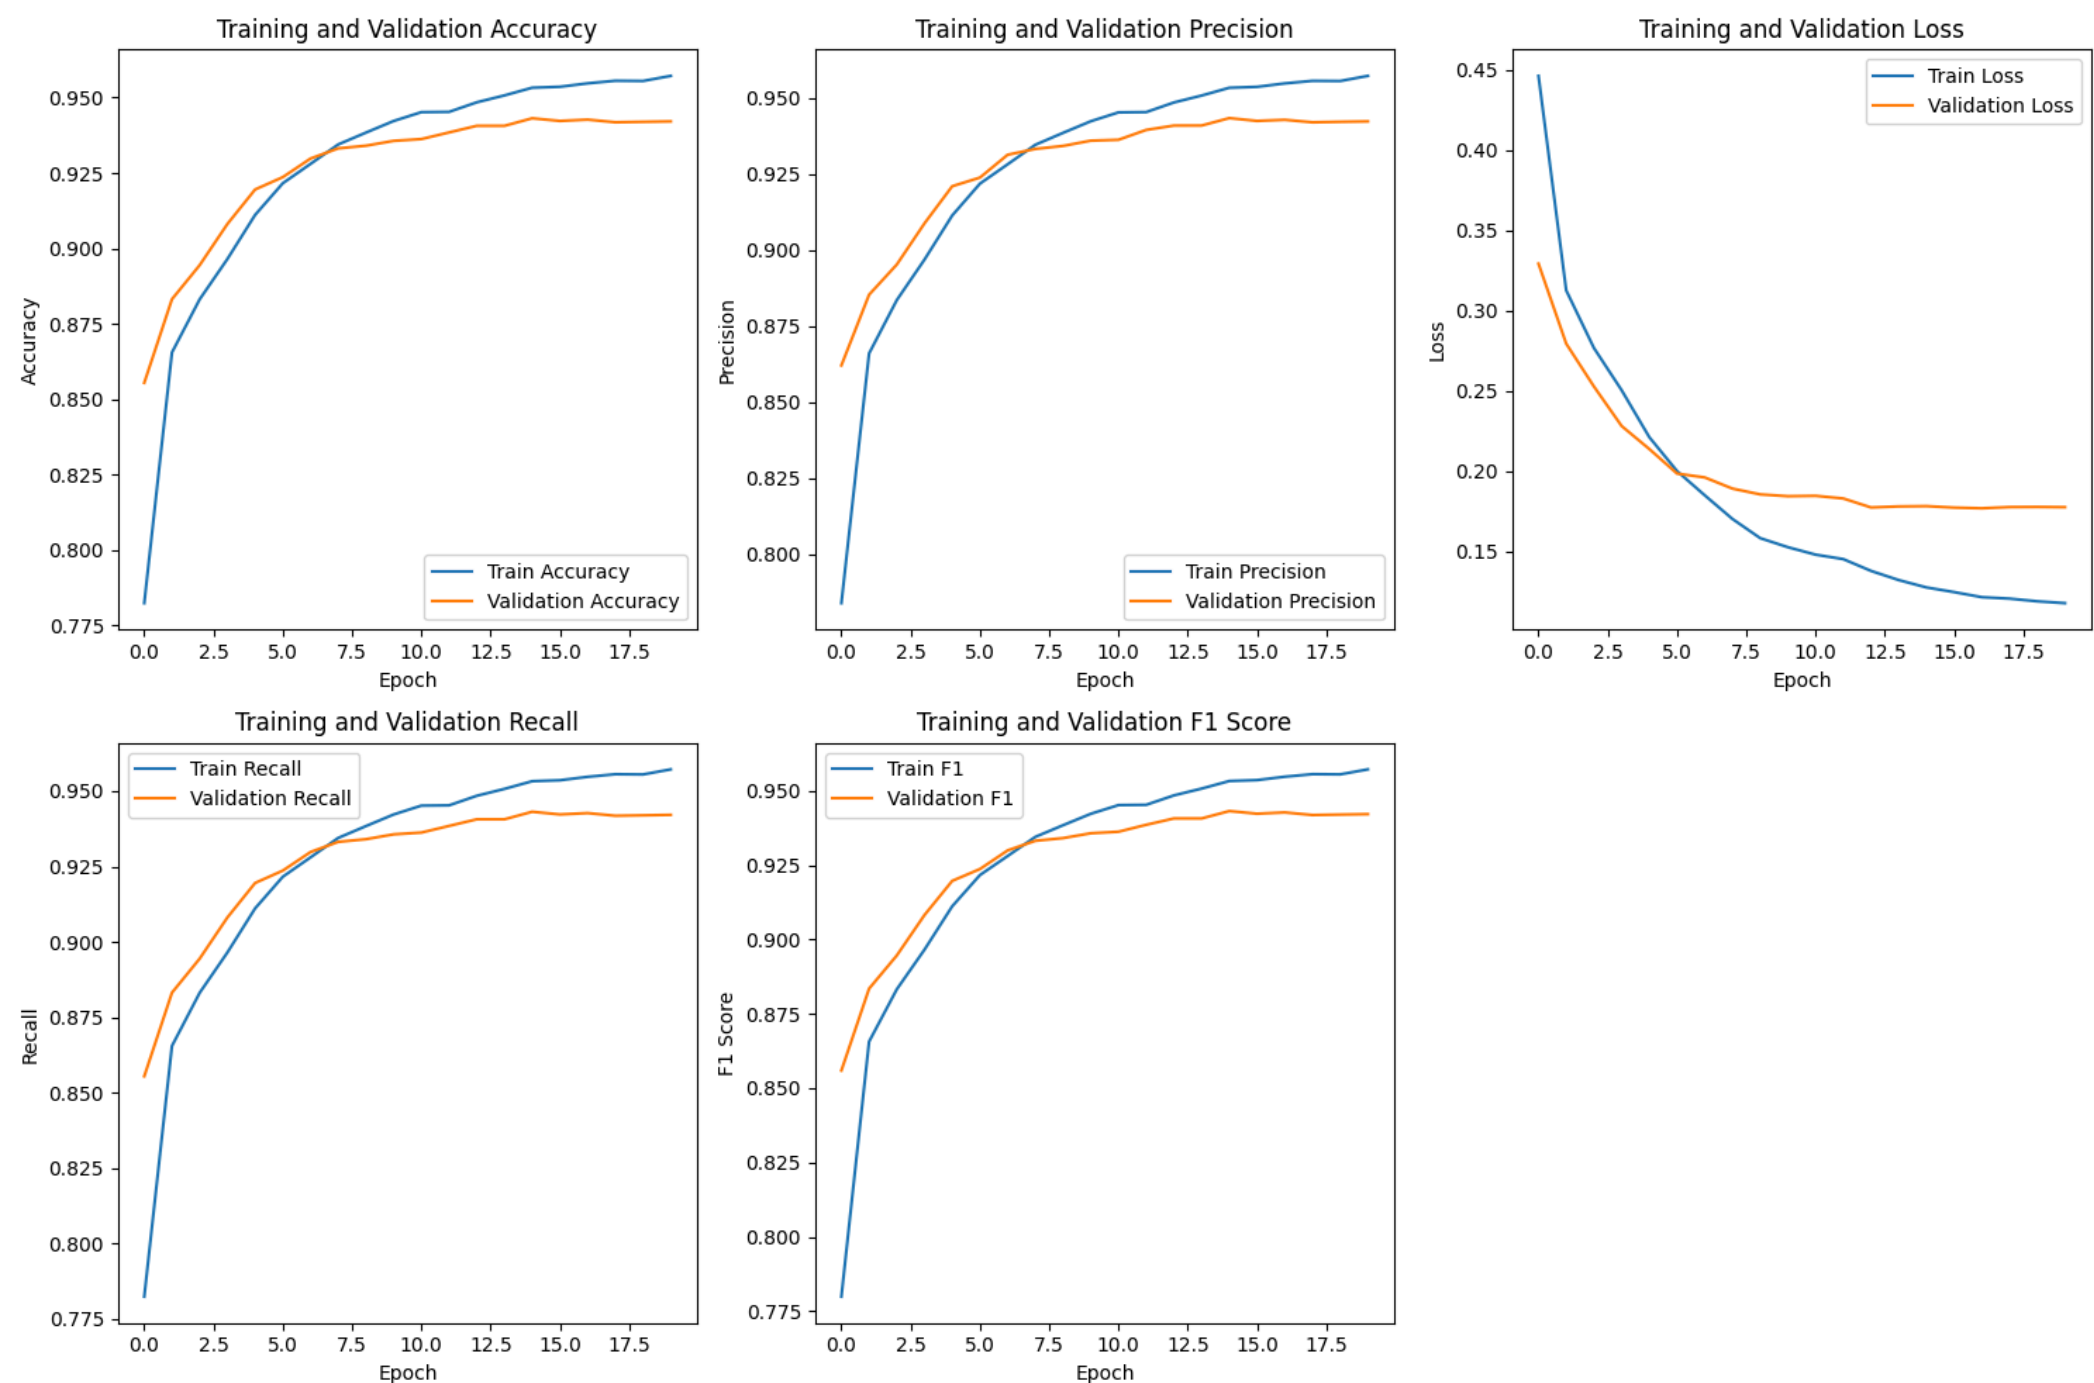 Training and Validation Accuracy
Accuracy
0.950
0.925
0.900
0.875
0.850
0.825
0.800
0.775
Train Accuracy
Validation Accuracy
0.0 2.5 5.0 7.5 10.0 12.5 15.0 17.5
Epoch
Training and Validation Precision
Precision
0.950
0.925
0.900
0.875
0.850
0.825
0.800
Train Precision
Validation Precision
0.0 2.5 5.0 7.5 10.0 12.5 15.0 17.5
Epoch
Training and Validation Loss
Loss
0.45
0.40
0.35
0.30
0.25
0.20
0.15
Train Loss
Validation Loss
0.0 2.5 5.0 7.5 10.0 12.5 15.0 17.5
Epoch
Training and Validation Recall
Recall
0.950
0.925
0.900
0.875
0.850
0.825
0.800
0.775
Train Recall
Validation Recall
0.0 2.5 5.0 7.5 10.0 12.5 15.0 17.5
Epoch
Training and Validation F1 Score
F1 Score
0.950
0.925
0.900
0.875
0.850
0.825
0.800
0.775
Train F1
Validation F1
0.0 2.5 5.0 7.5 10.0 12.5 15.0 17.5
Epoch